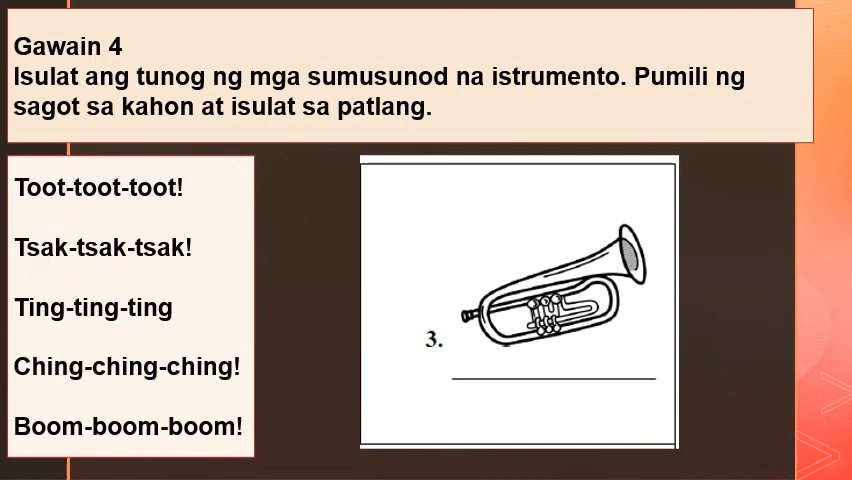 Gawain 4
Isulat ang tunog ng mga sumusunod na istrumento. Pumili ng
sagot sa kahon at isulat sa patlang.
Toot-toot-toot!
Tsak-tsak-tsak!
Ting-ting-ting
Ching-ching-ching!
Boom-boom-boom!
3.